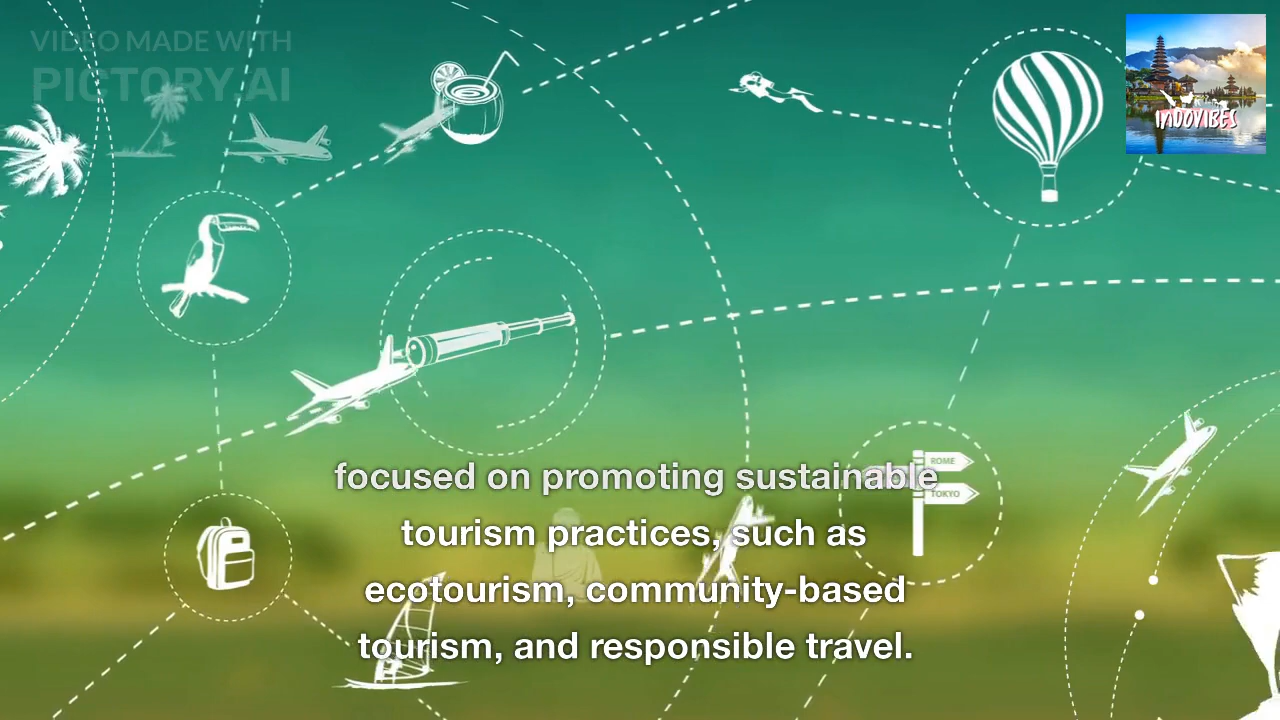 VIDEO MADE WITH
PICTORY.AI
INDOVIBES
ROME
TOKYO
focused on promoting sustainable
tourism practices, such as
ecotourism, community-based
tourism, and responsible travel.